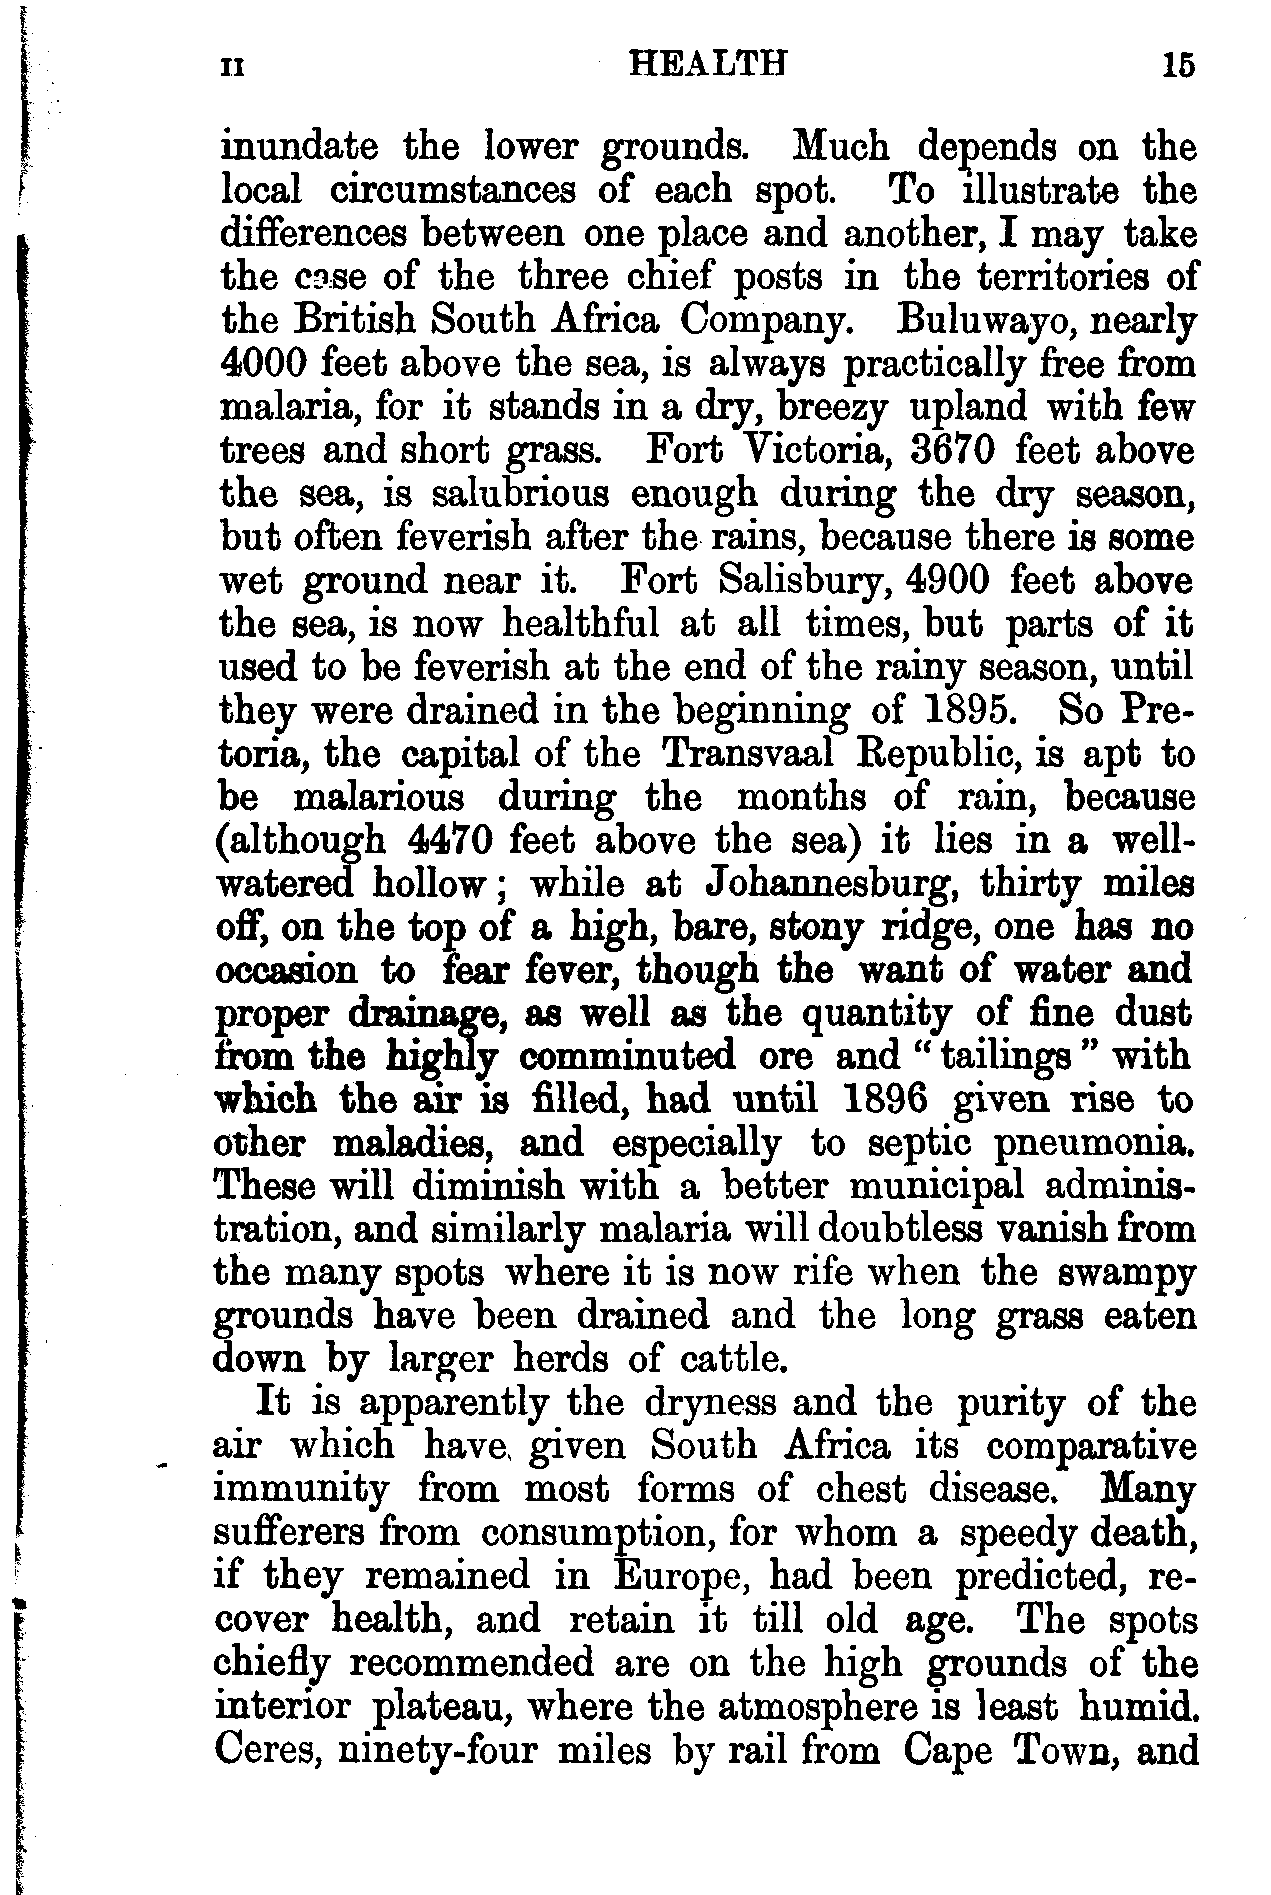 II HEALTH 15
inundate the lower grounds. Much depends on the
local circumstances of each spot. To illustrate the
differences between one place and another, I may take
the case of the three chief posts in the territories of
the British South Africa Company. Buluwayo, nearly
4000 feet above the sea, is always practically free from
malaria, for it stands in a dry, breezy upland with few
trees and short grass. Fort Victoria, 3670 feet above
the sea, is salubrious enough during the dry season,
but often feverish after the rains, because there is some
wet ground near it. Fort Salisbury, 4900 feet above
the sea, is now healthful at all times, but parts of it
used to be feverish at the end of the rainy season, until
they were drained in the beginning of 1895. So Pre-
toria, the capital of the Transvaal Republic, is apt to
be malarious during the months of rain, because
(although 4470 feet above the sea) it lies in a well-
watered hollow; while at Johannesburg, thirty miles
off, on the top of a high, bare, stony ridge, one has no
occasion to fear fever, though the want of water and
proper drainage, as well as the quantity of fine dust
from the highly comminuted ore and "tailings" with
which the air is filled, had until 1896 given rise to
other maladies, and especially to septic pneumonia.
These will diminish with a better municipal adminis-
tration, and similarly malaria will doubtless vanish from
the many spots where it is now rife when the swampy
grounds have been drained and the long grass eaten
down by larger herds of cattle.
It is apparently the dryness and the purity of the
air which have given South Africa its comparative
immunity from most forms of chest disease. Many
sufferers from consumption, for whom a speedy death,
if they remained in Europe, had been predicted, re-
cover health, and retain it till old age. The spots
chiefly recommended are on the high grounds of the
interior plateau, where the atmosphere is least humid.
Ceres, ninety-four miles by rail from Cape Town, and